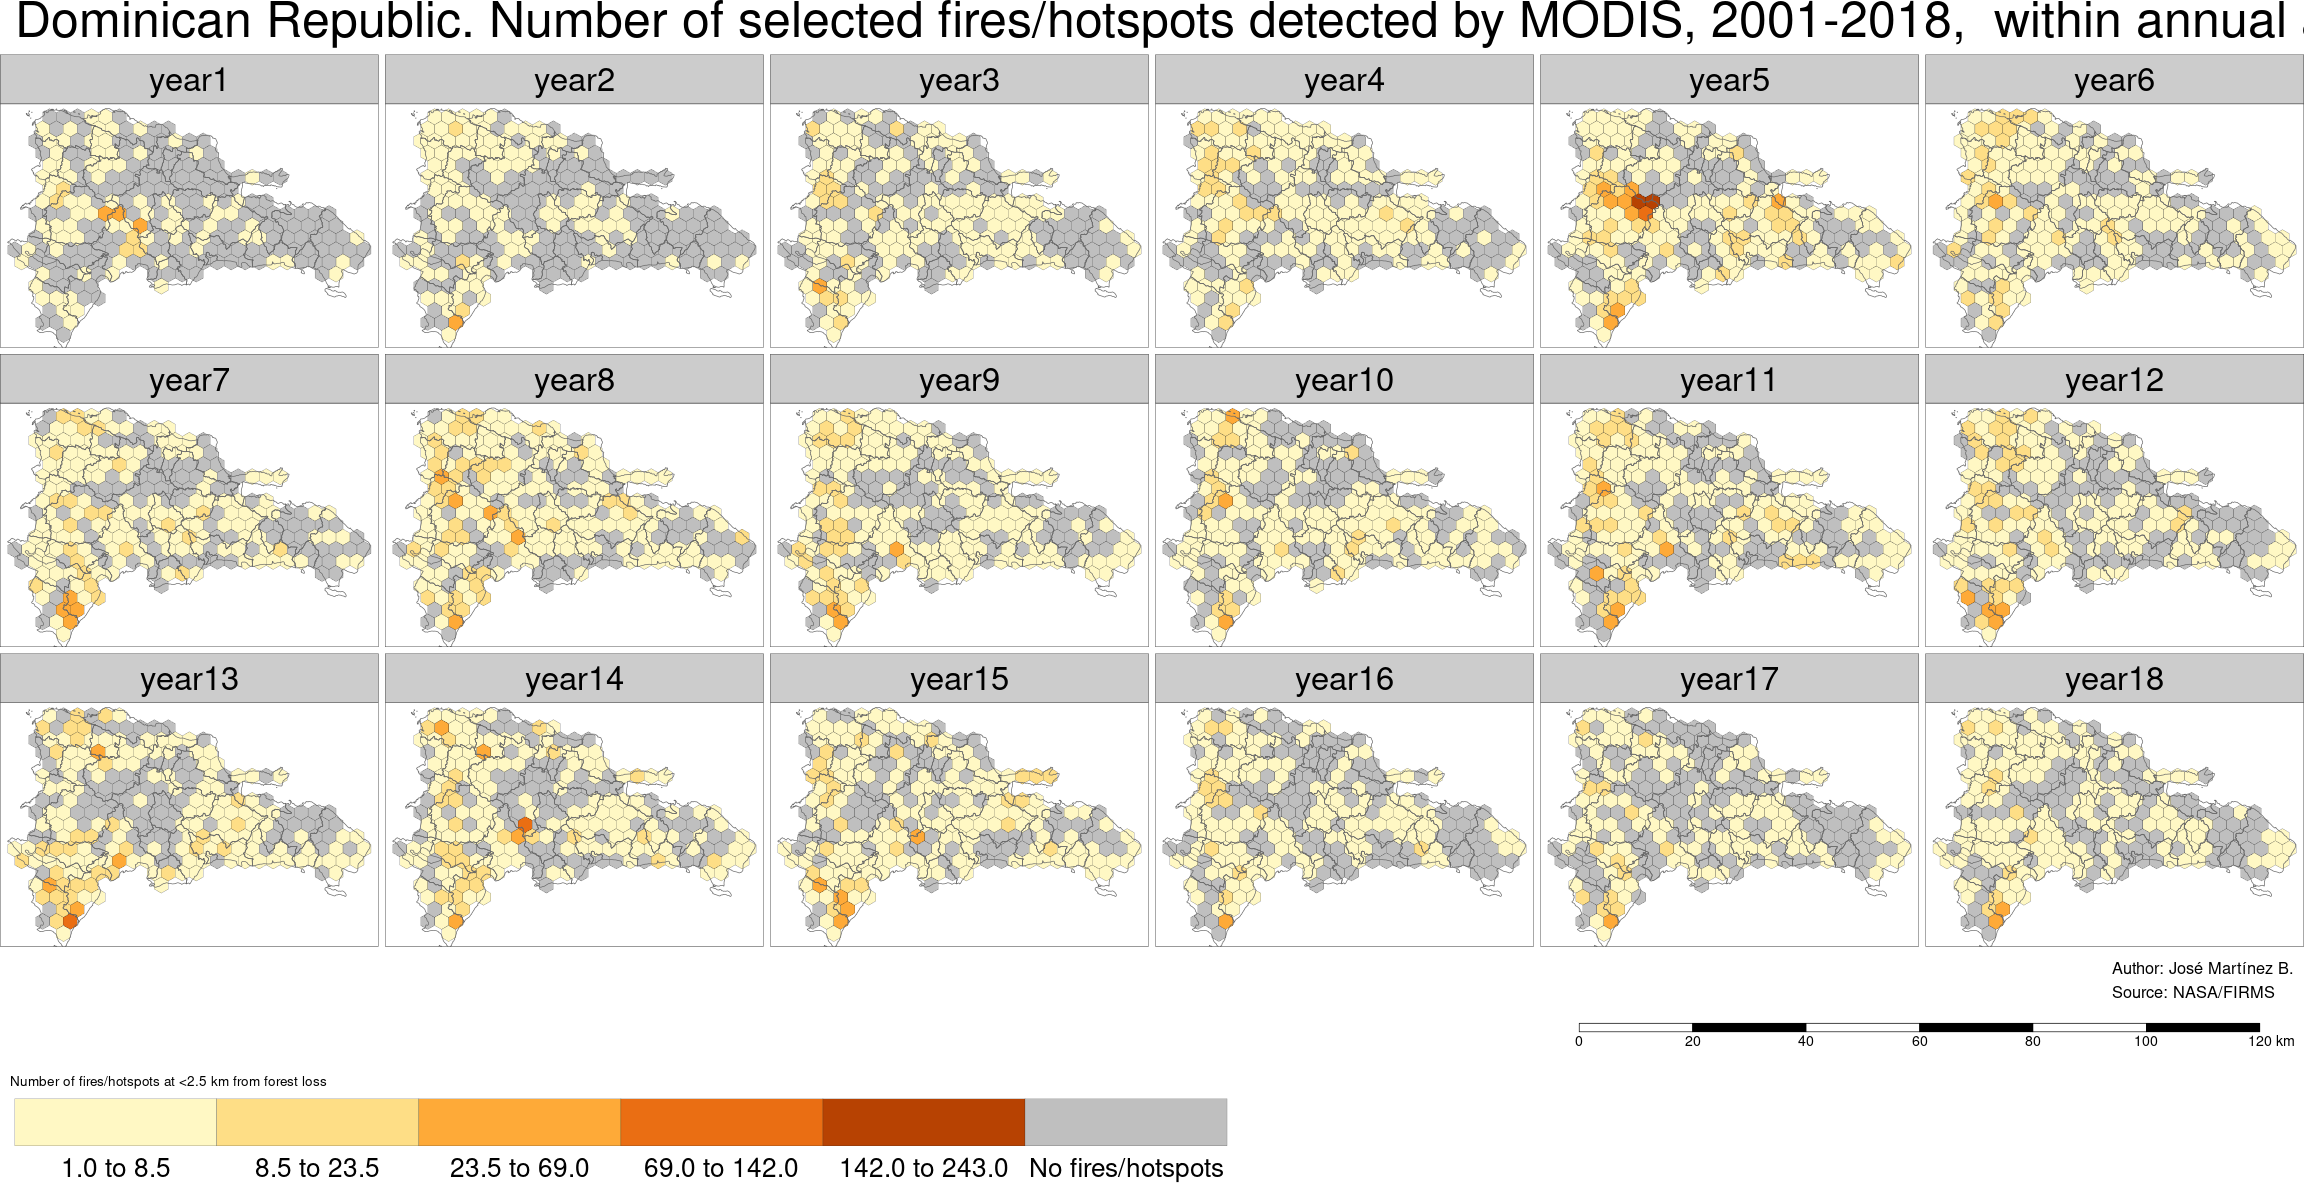 Dominican Republic. Number of selected fires/hotspots detected by MODIS, 2001-2018, within annual
year1 year2 year3 year4 year5 year6
year7 year8 year9 year10 year11 year12
year13 year14 year15 year16 year17 year18
Author: José Martínez B.
Source: NASA/FIRMS
0 20 40 60 80 100 120 km
Number of fires/hotspots at <2.5 km from forest loss
1.0 to 8.5 8.5 to 23.5 23.5 to 69.0 69.0 to 142.0 142.0 to 243.0 No fires/hotspots